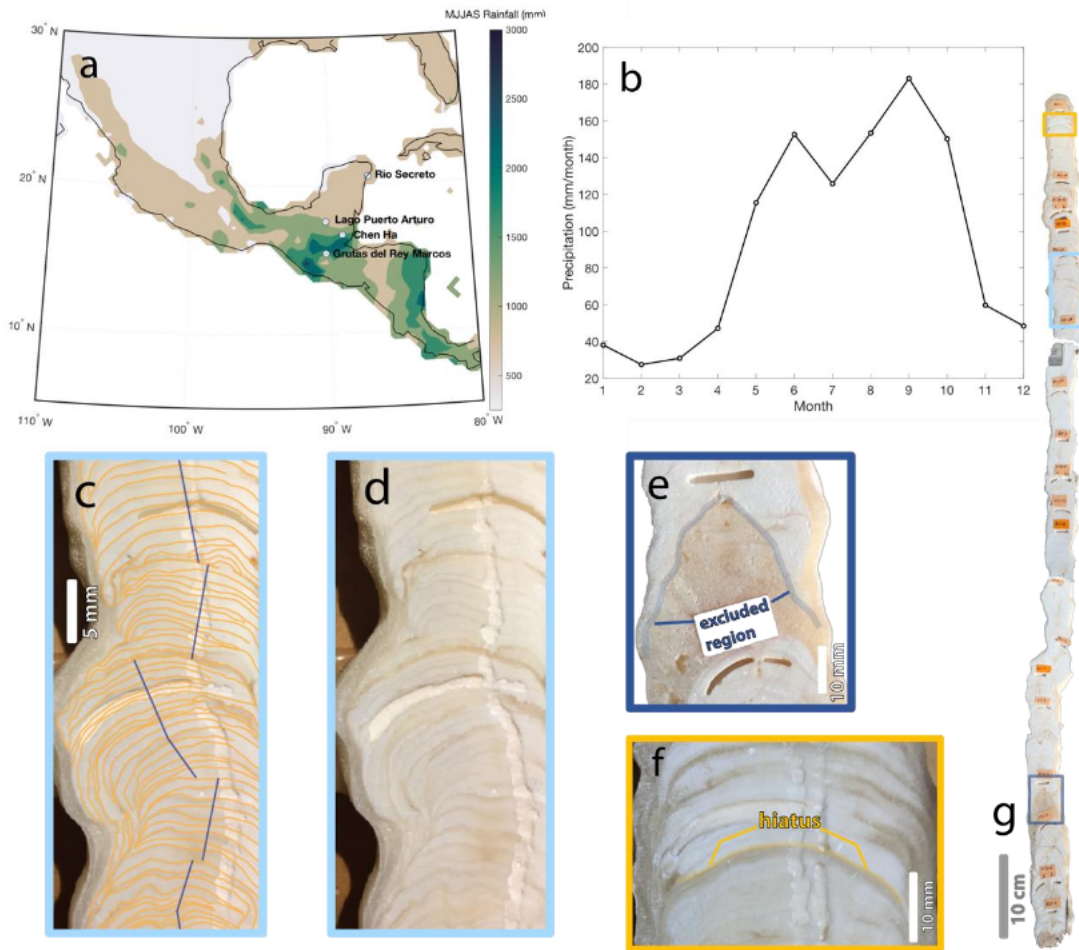 MJJAS Rainfall (mm)
30° N
20° N
10° N
110° W
100° W
90° W
80° W
a
Rio Secreto
Lago Puerto Arturo
Chen Ha
Grutas del Rey Marcos
3000
2500
2000
1500
1000
500
b
Precipitation (mm/month)
200
180
160
140
120
100
80
60
40
20
1 2 3 4 5 6 7 8 9 10 11 12
Month
c
5 mm
d
e
excluded
region
10 mm
f
hiatus
10 mm
g
10 cm